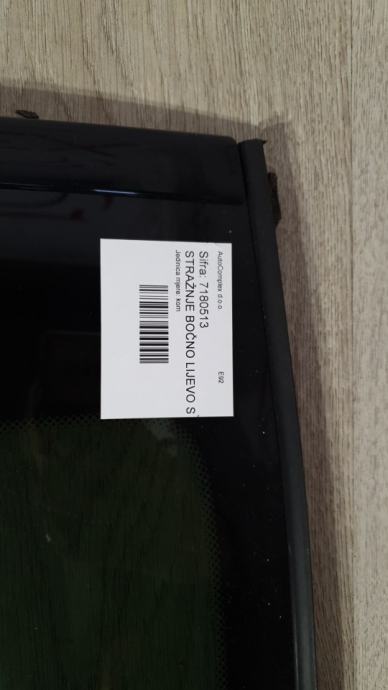 AutoComplex d.o.o. E92
Šifra: 7180513
STRAŽNJE BOČNO LIJEVO S
Jedinica mjere: kom